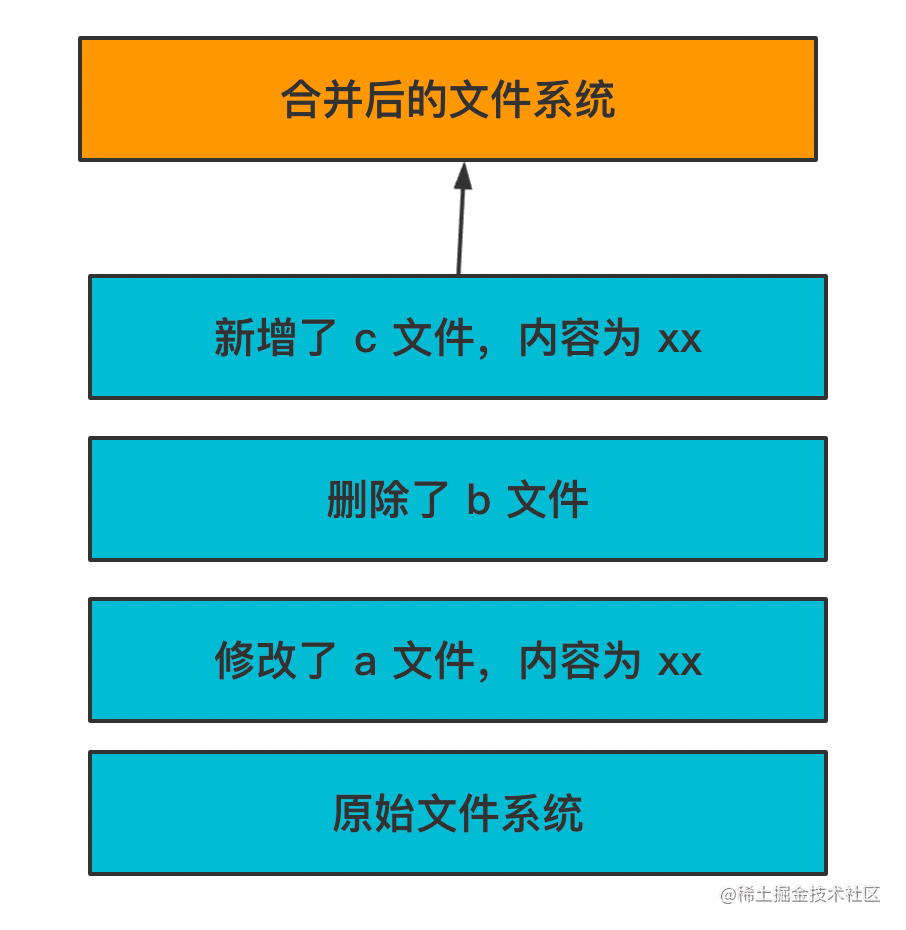 合并后的文件系统
新增了 c 文件，内容为 xx
删除了 b 文件
修改了 a 文件，内容为 xx
原始文件系统
@稀土掘金技术社区